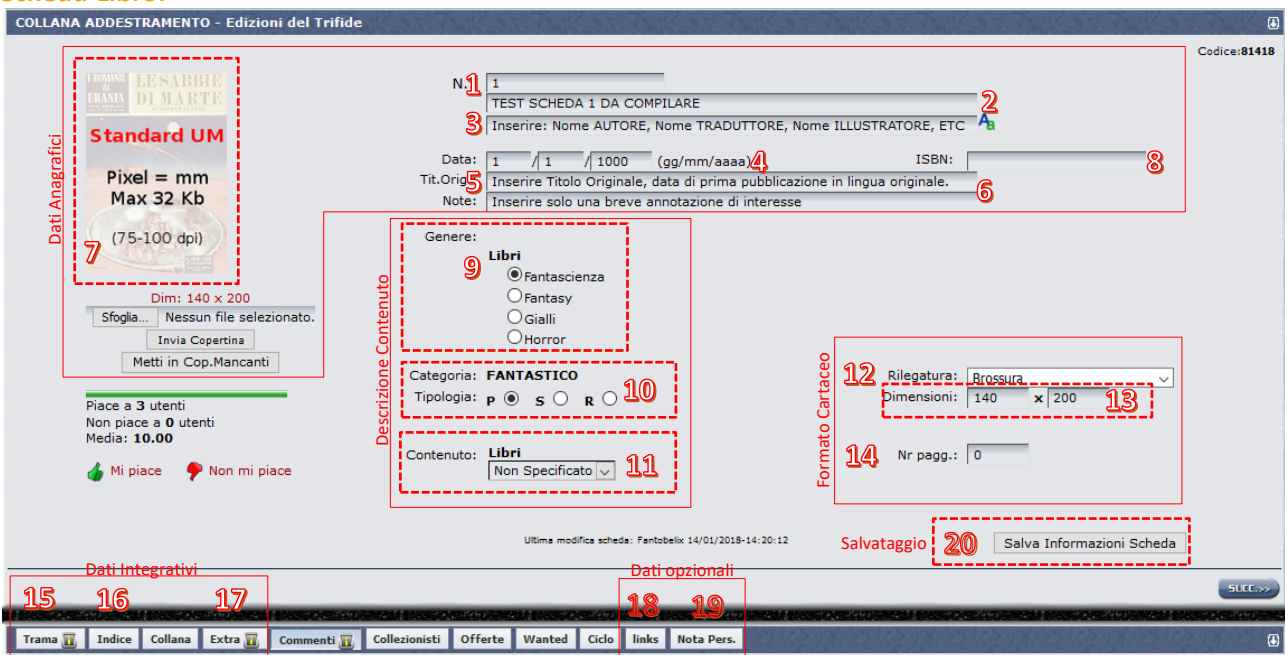 COLLANA ADDESTRAMENTO - Edizioni del Trifide
Codice:81418
Dati Anagrafici
I ROMANZI di URANIA
LE SABBIE
DI MARTE
Standard UM
Pixel = mm
Max 32 Kb
(75-100 dpi)
7
Dim: 140 x 200
Sfoglia... Nessun file selezionato.
Invia Copertina
Metti in Cop.Mancanti
N. 1 1
TEST SCHEDA 1 DA COMPILARE 2
3 Inserire: Nome AUTORE, Nome TRADUTTORE, Nome ILLUSTRATORE, ETC Aa
Data: 1 / 1 / 1000 (gg/mm/aaaa) 4 ISBN: 8
Tit.Orig 5 Inserire Titolo Originale, data di prima pubblicazione in lingua originale. 6
Note: Inserire solo una breve annotazione di interesse
Descrizione Contenuto
Genere:
9 Libri
Fantascienza
Fantasy
Gialli
Horror
Categoria: FANTASTICO
Tipologia: P S R 10
Contenuto: Libri
Non Specificato 11
Formato Cartaceo
12 Rilegatura: Brossura
Dimensioni: 140 x 200 13
14 Nr pagg.: 0
Piace a 3 utenti
Non piace a 0 utenti
Media: 10.00
Mi piace Non mi piace
Ultima modifica scheda: Fantobelix 14/01/2018-14:20:12
Salvataggio 20 Salva Informazioni Scheda
Dati Integrativi Dati opzionali
SUCC.>>
15 16 17 18 19
Trama Indice Collana Extra Commenti Collezionisti Offerte Wanted Ciclo links Nota Pers.